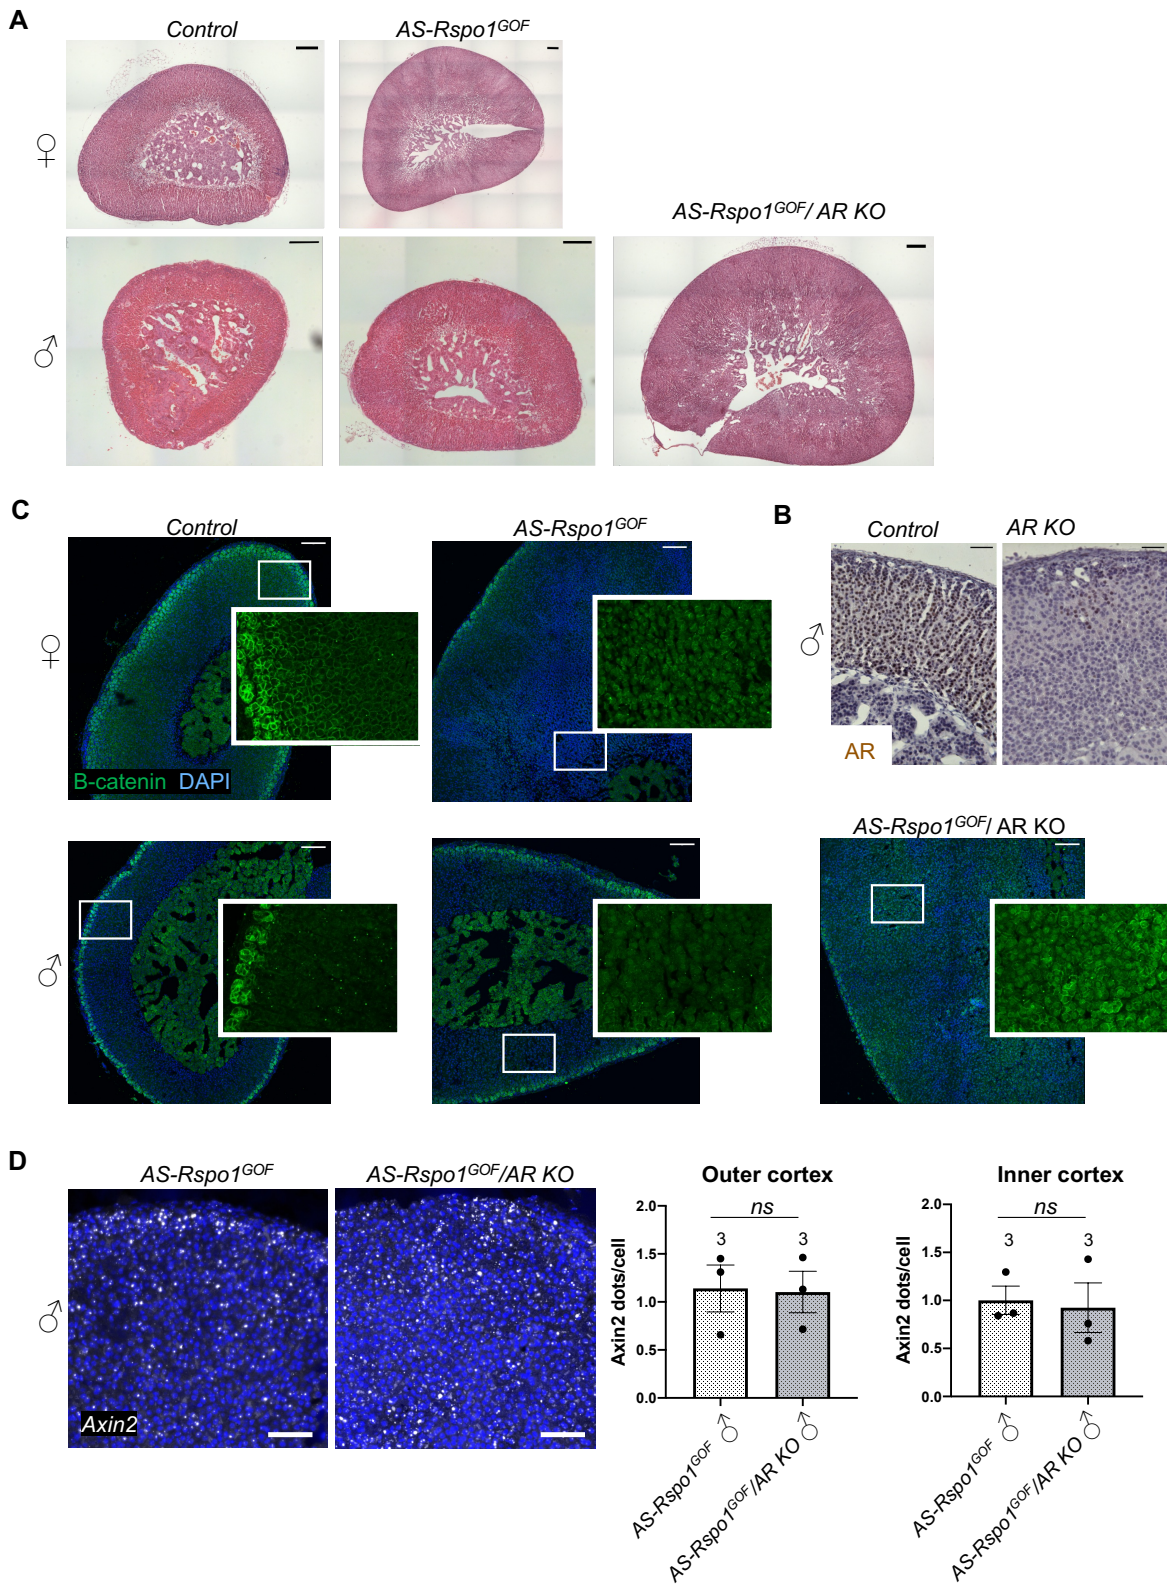 A
Control
AS-Rspo1GOF
♀
AS-Rspo1GOF/ AR KO
♂
C
Control
AS-Rspo1GOF
B
Control
AR KO
♀
♂
AR
B-catenin DAPI
AS-Rspo1GOF/ AR KO
♂
D
AS-Rspo1GOF
AS-Rspo1GOF/AR KO
♂
Axin2
Outer cortex
Axin2 dots/cell
2.0
1.5
1.0
0.5
0.0
ns
3
3
AS-Rspo1GOF ♂
AS-Rspo1GOF/AR KO ♂
Inner cortex
Axin2 dots/cell
2.0
1.5
1.0
0.5
0.0
ns
3
3
AS-Rspo1GOF ♂
AS-Rspo1GOF/AR KO ♂